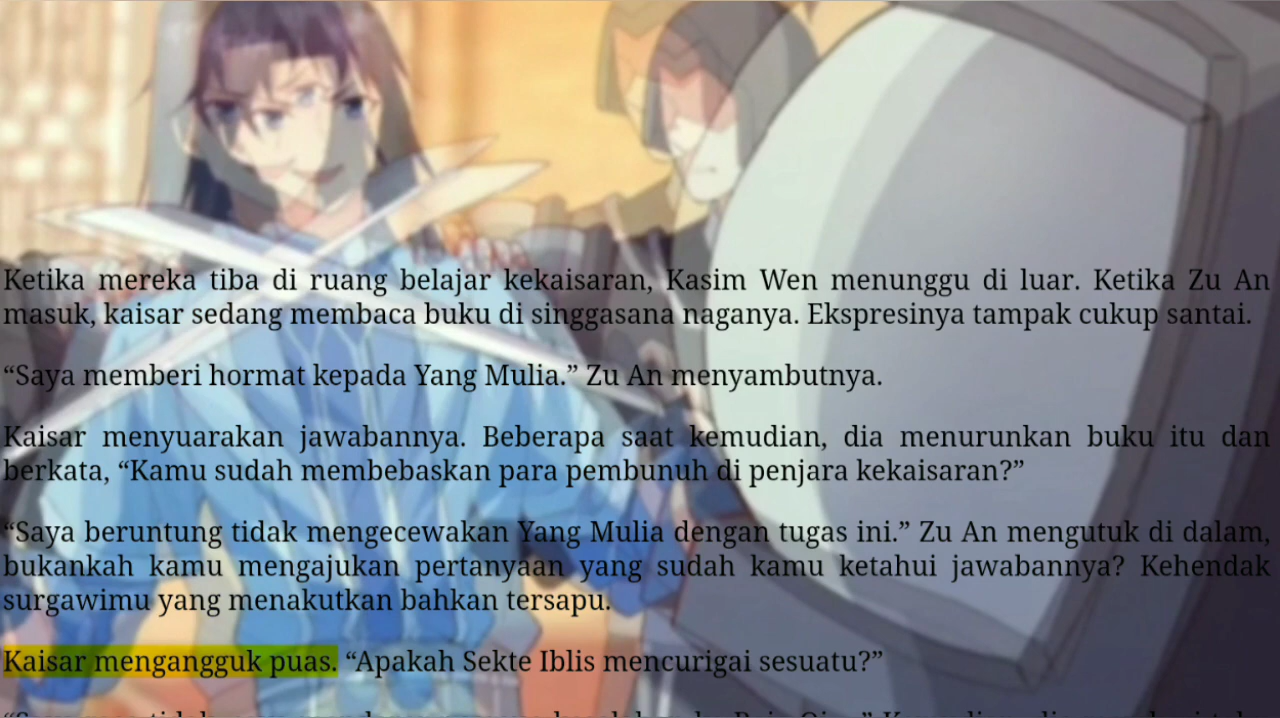 Ketika mereka tiba di ruang belajar kekaisaran, Kasim Wen menunggu di luar. Ketika Zu An
masuk, kaisar sedang membaca buku di singgasana naganya. Ekspresinya tampak cukup santai.
“Saya memberi hormat kepada Yang Mulia.” Zu An menyambutnya.
Kaisar menyuarakan jawabannya. Beberapa saat kemudian, dia menurunkan buku itu dan
berkata, “Kamu sudah membebaskan para pembunuh di penjara kekaisaran?”
“Saya beruntung tidak mengecewakan Yang Mulia dengan tugas ini.” Zu An mengutuk di dalam,
bukankah kamu mengajukan pertanyaan yang sudah kamu ketahui jawabannya? Kehendak
surgawimu yang menakutkan bahkan tersapu.
Kaisar mengangguk puas. “Apakah Sekte Iblis mencurigai sesuatu?”